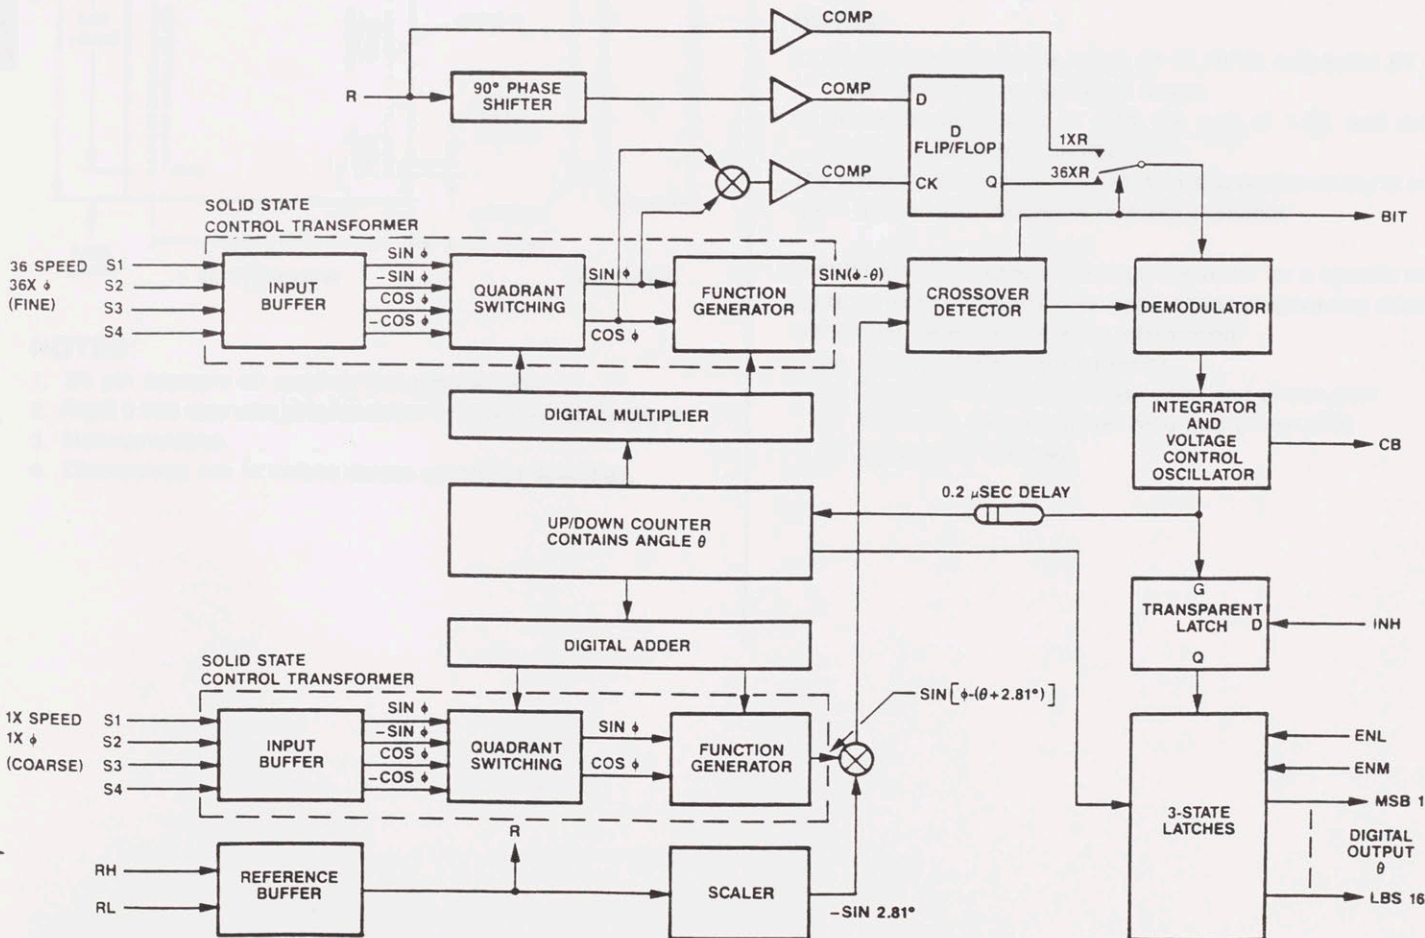 COMP
R
90° PHASE
SHIFTER
COMP
D
D
FLIP/FLOP
CK
Q
COMP
1XR
36XR
BIT
SOLID STATE
CONTROL TRANSFORMER
36 SPEED
36X ϕ
(FINE)
S1
S2
S3
S4
INPUT
BUFFER
SIN ϕ
-SIN ϕ
COS ϕ
-COS ϕ
QUADRANT
SWITCHING
SIN ϕ
COS ϕ
FUNCTION
GENERATOR
SIN(ϕ-θ)
CROSSOVER
DETECTOR
DEMODULATOR
DIGITAL MULTIPLIER
INTEGRATOR
AND
VOLTAGE
CONTROL
OSCILLATOR
CB
0.2 μSEC DELAY
UP/DOWN COUNTER
CONTAINS ANGLE θ
G
TRANSPARENT
LATCH
D
Q
INH
DIGITAL ADDER
SOLID STATE
CONTROL TRANSFORMER
SIN [ϕ-(θ+2.81°)]
1X SPEED
1X ϕ
(COARSE)
S1
S2
S3
S4
INPUT
BUFFER
SIN ϕ
-SIN ϕ
COS ϕ
-COS ϕ
QUADRANT
SWITCHING
SIN ϕ
COS ϕ
FUNCTION
GENERATOR
ENL
ENM
MSB 1
3-STATE
LATCHES
DIGITAL
OUTPUT
θ
LBS 16
R
RH
RL
REFERENCE
BUFFER
SCALER
-SIN 2.81°